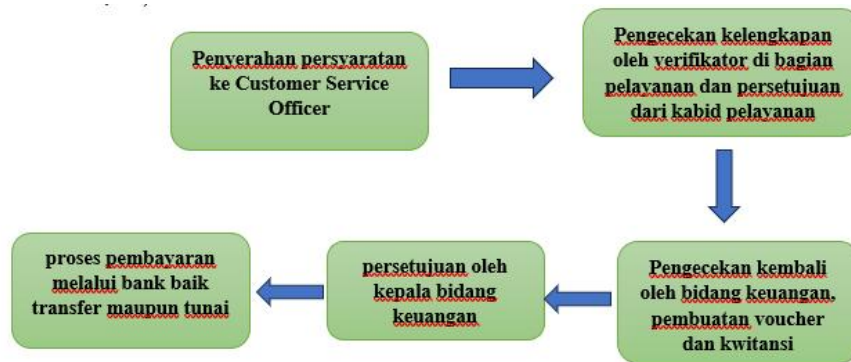 Penyerahan persyaratan
ke Customer Service
Officer
Pengecekan kelengkapan
oleh verifikator di bagian
pelayanan dan persetujuan
dari kabid pelayanan
Pengecekan kembali
oleh bidang keuangan,
pembuatan voucher
dan kwitansi
persetujuan oleh
kepala bidang
keuangan
proses pembayaran
melalui bank baik
transfer maupun tunai